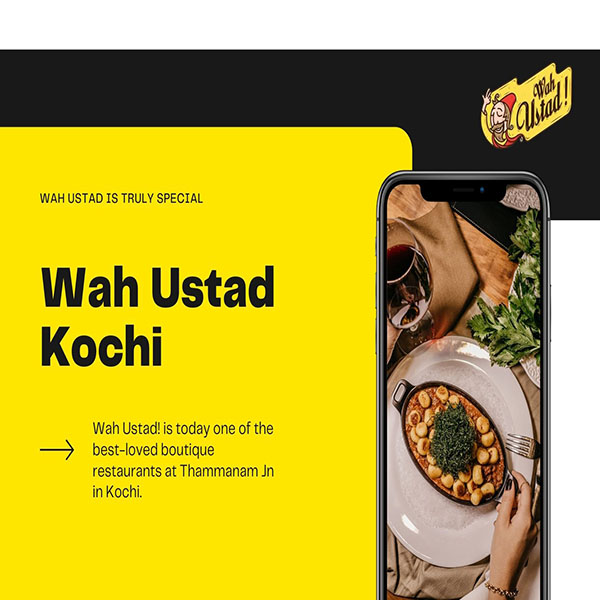 Wah
Ustad!
WAH USTAD IS TRULY SPECIAL
Wah Ustad
Kochi
Wah Ustad! is today one of the
best-loved boutique
restaurants at Thammanam Jn
in Kochi.